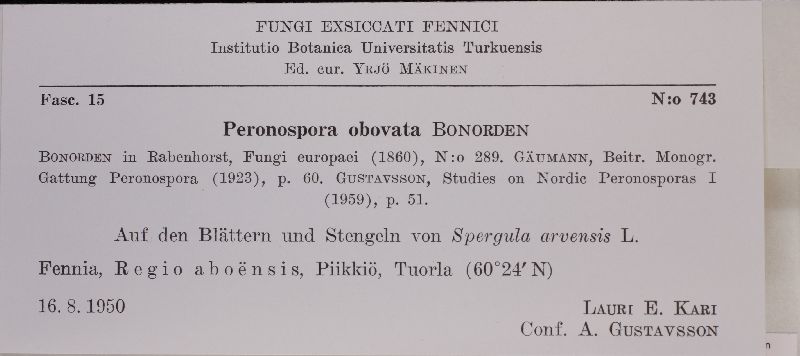 FUNGI EXSICCATI FENNICI
Institutio Botanica Universitatis Turkuensis
Ed. cur. YRJÖ MÄKINEN
Fasc. 15 N:o 743
Peronospora obovata BONORDEN
BONORDEN in Rabenhorst, Fungi europaei (1860), N:o 289. GÄUMANN, Beitr. Monogr.
Gattung Peronospora (1923), p. 60. GUSTAVSSON, Studies on Nordic Peronosporas I
(1959), p. 51.
Auf den Blättern und Stengeln von Spergula arvensis L.
Fennia, Regio aboënsis, Piikkiö, Tuorla (60°24′ N)
16. 8. 1950 LAURI E. KARI
Conf. A. GUSTAVSSON